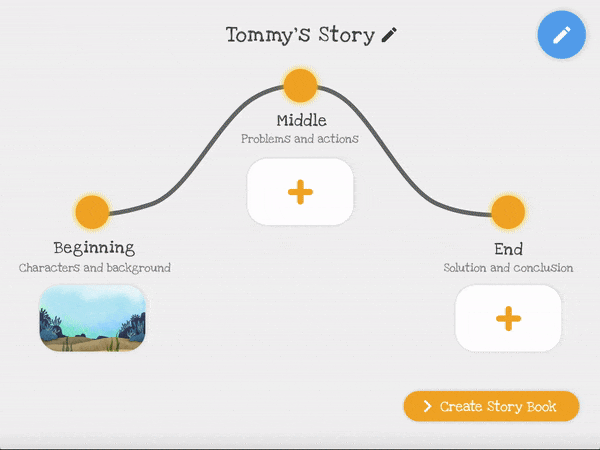 Tommy's Story
Middle
Problems and actions
Beginning
Characters and background
End
Solution and conclusion
Create Story Book